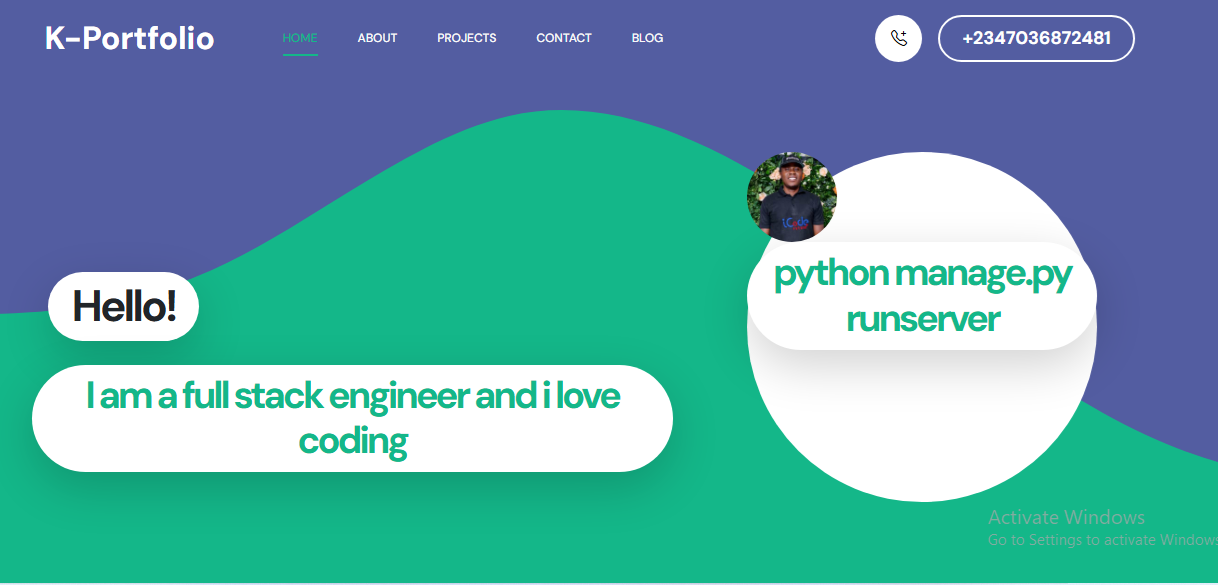 K-Portfolio
HOME
ABOUT
PROJECTS
CONTACT
BLOG
+2347036872481
Hello!
I am a full stack engineer and i love
coding
python manage.py
runserver
Activate Windows
Go to Settings to activate Windows